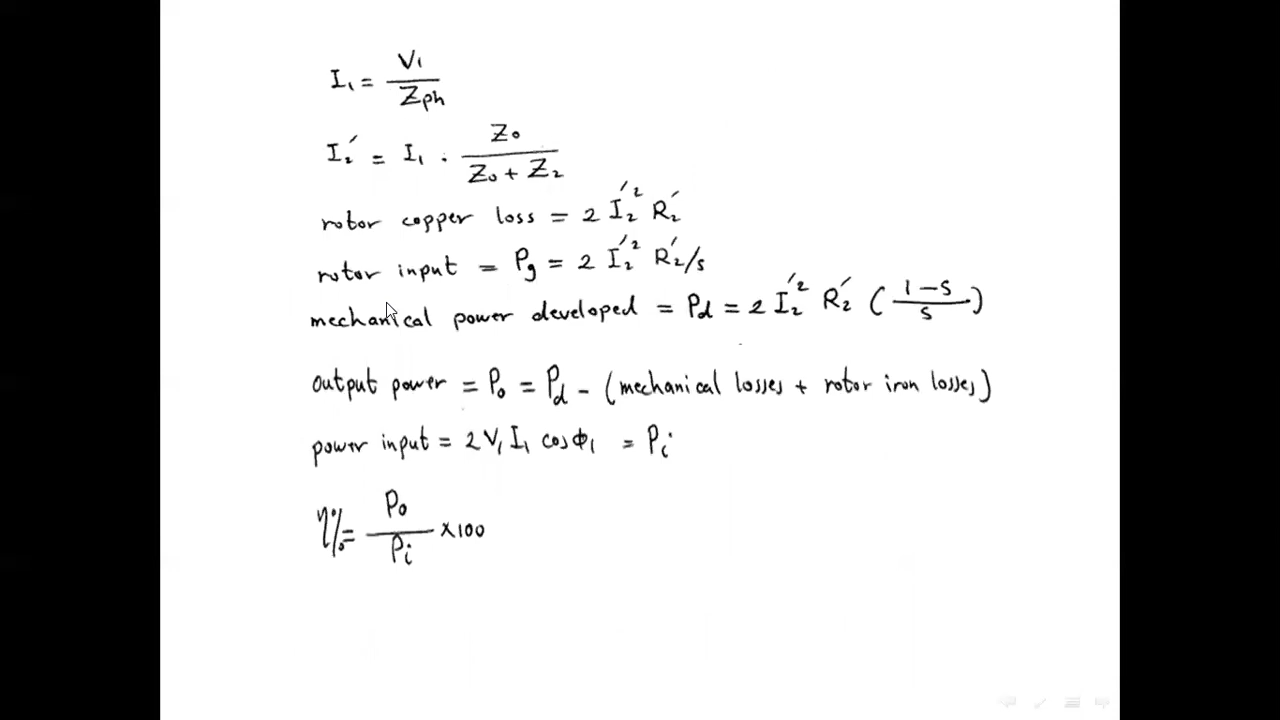 I₁ = V₁ / Zph
I₂′ = I₁ · Z₀ / (Z₀ + Z₂)
rotor copper loss = 2 I₂′² R₂′
rotor input = Pg = 2 I₂′² R₂′/s
mechanical power developed = Pd = 2 I₂′² R₂′ ( (1 − s) / s )
output power = P₀ = Pd − (mechanical losses + rotor iron losses)
power input = 2 V₁ I₁ cosΦ₁ = Pi
η% = P₀ / Pi × 100